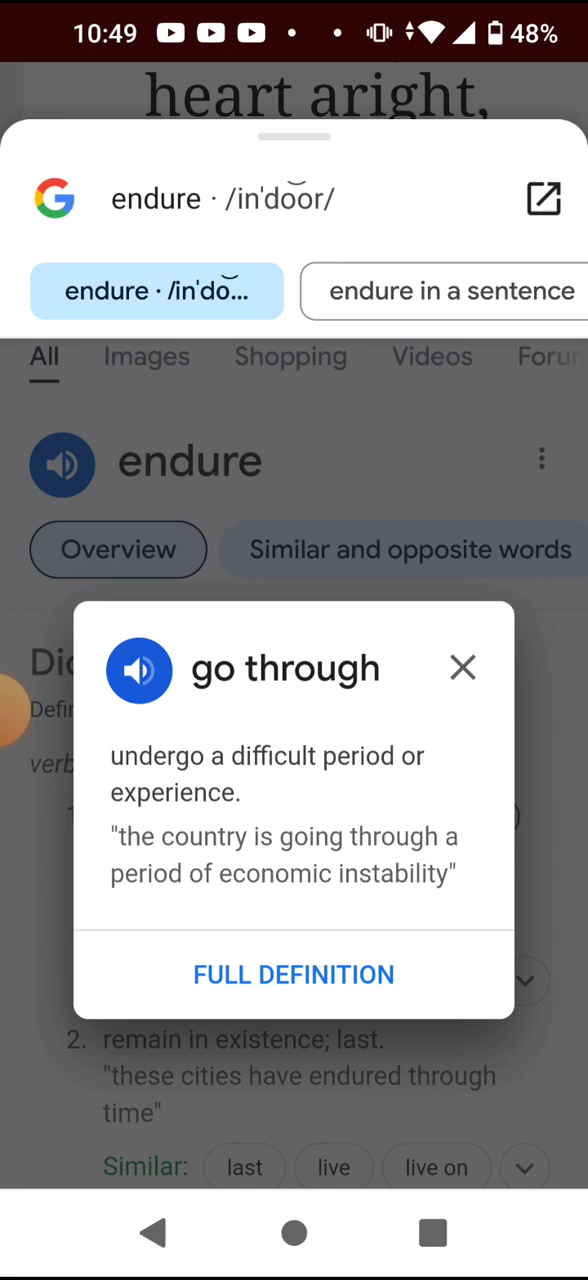 10:49 48%
heart aright,
endure · /inˈdo͝or/
endure · /inˈdo͝... endure in a sentence
All Images Shopping Videos Forum
endure
Overview Similar and opposite words
go through
Defin
verb
undergo a difficult period or
experience.
"the country is going through a
period of economic instability"
FULL DEFINITION
2. remain in existence; last.
"these cities have endured through
time"
Similar: last live live on